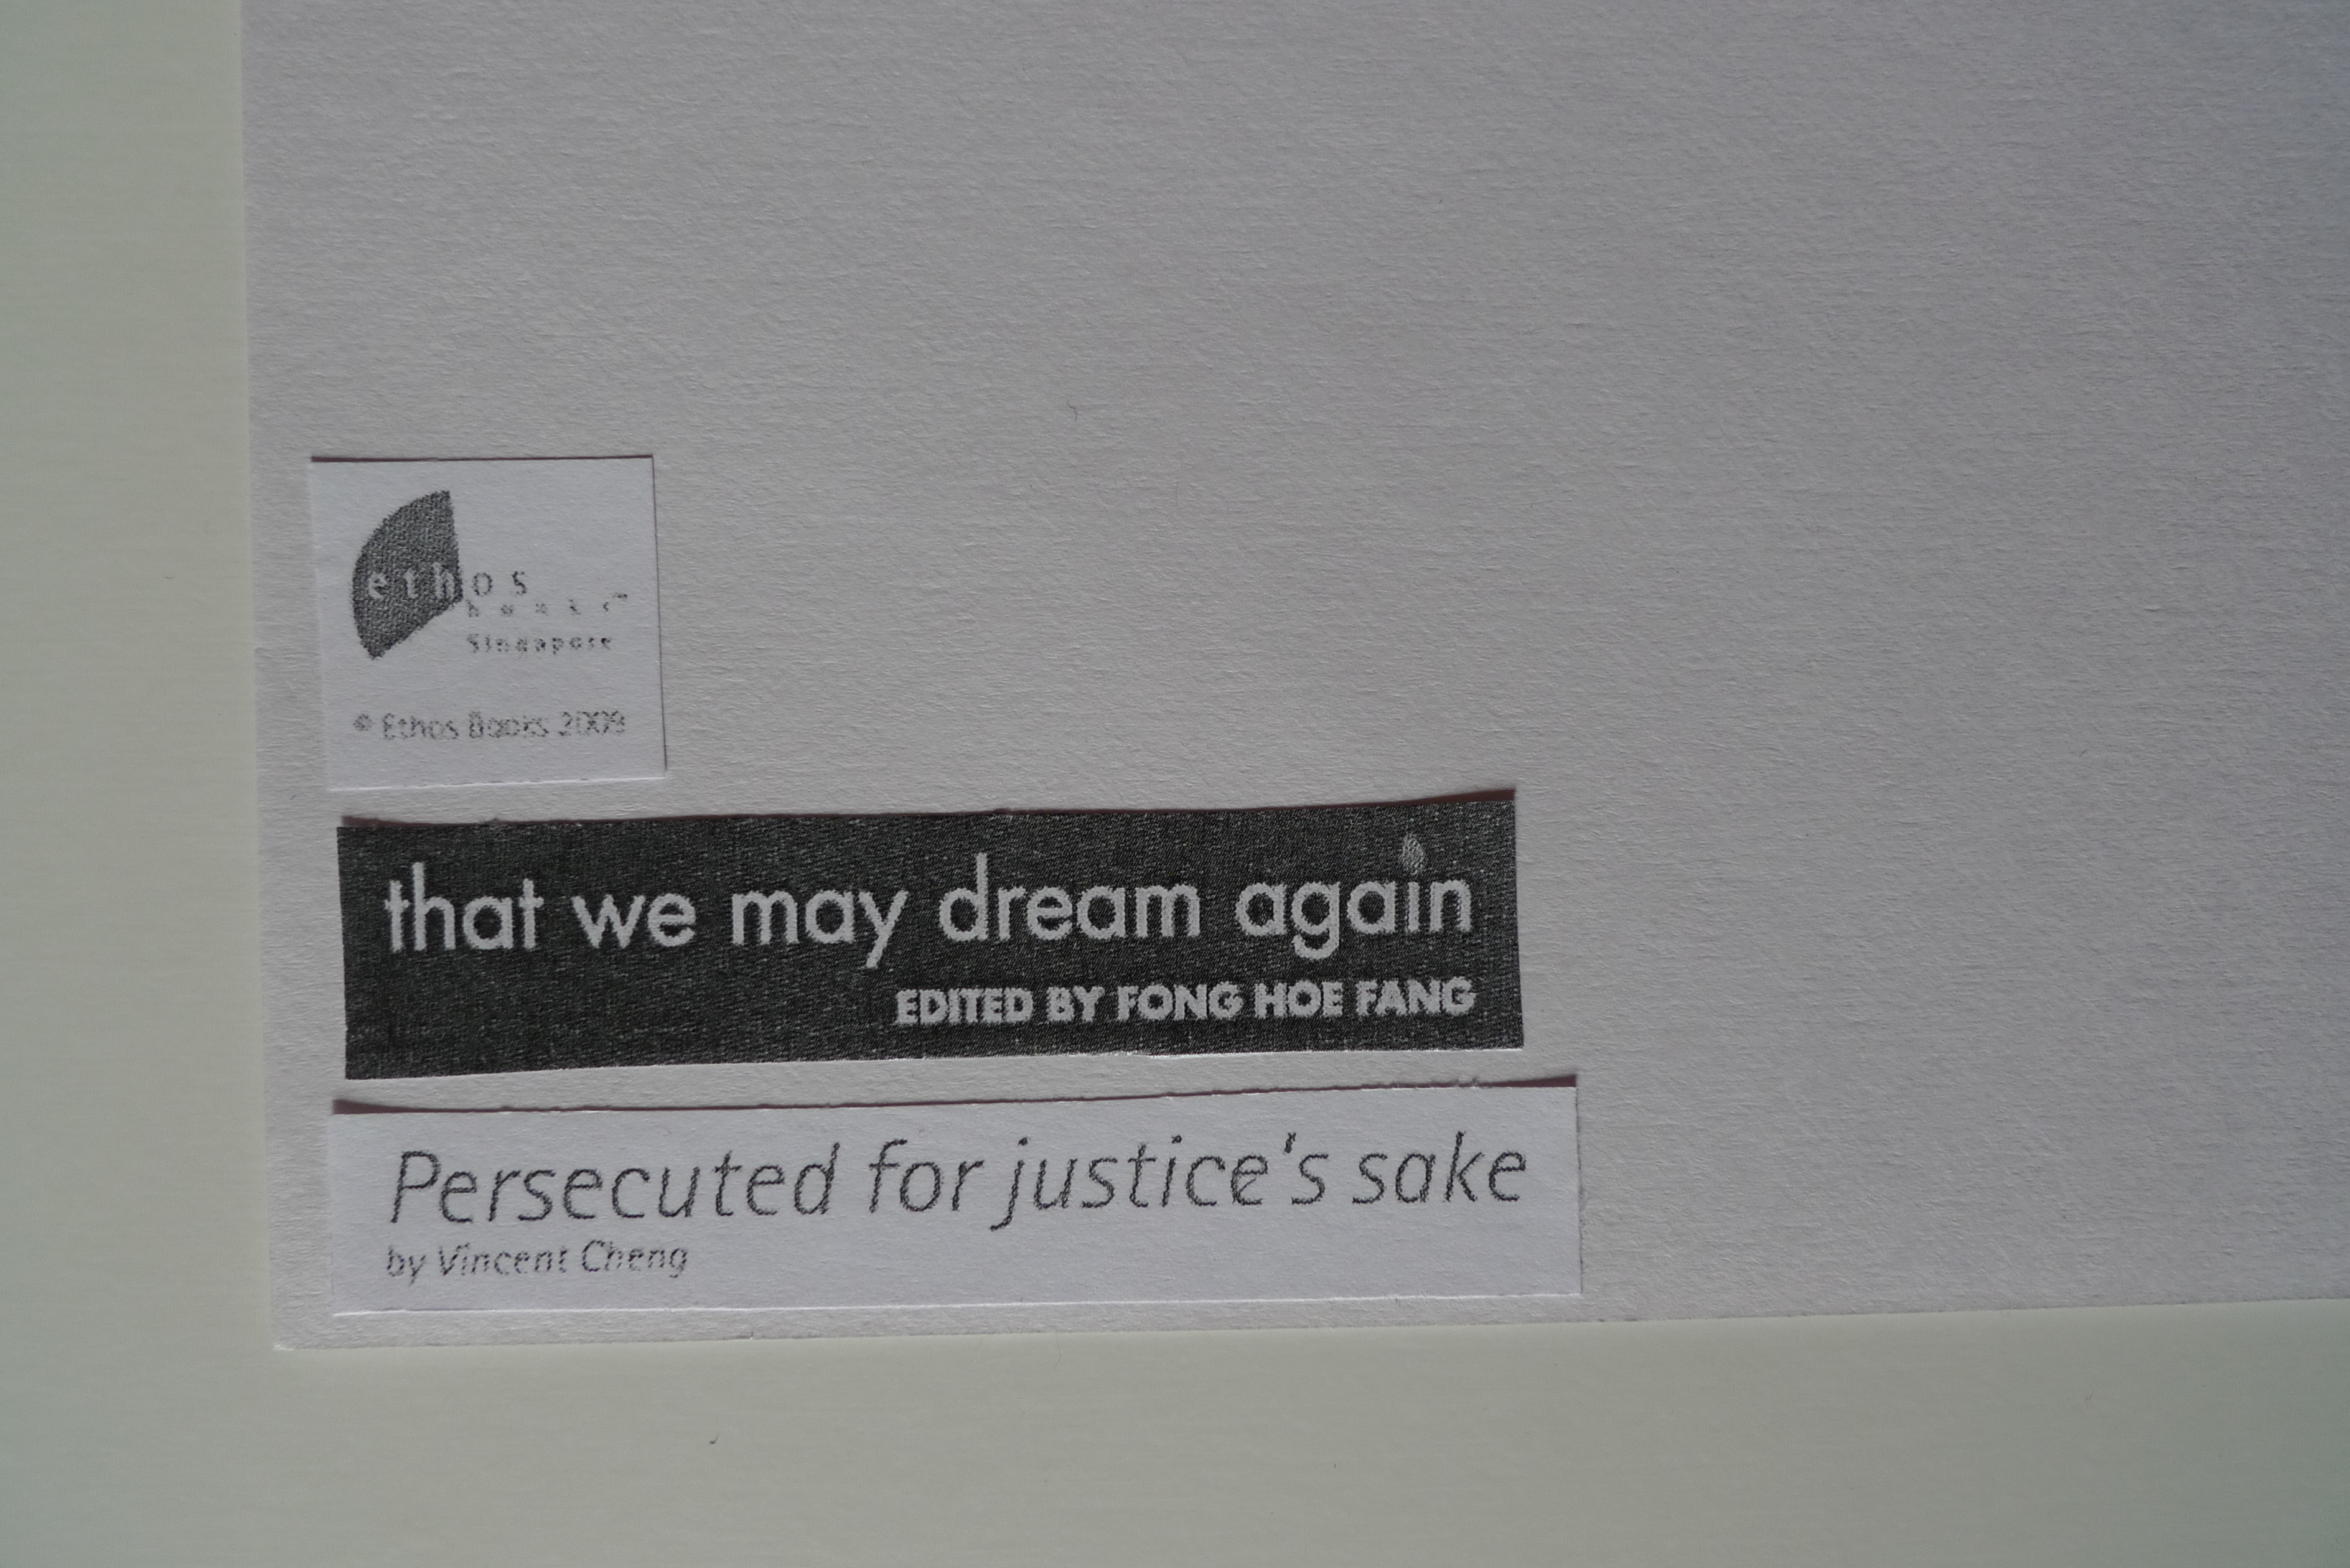 ethos
books™
Singapore
© Ethos Books 2009
that we may dream again
EDITED BY FONG HOE FANG
Persecuted for justice's sake
by Vincent Cheng